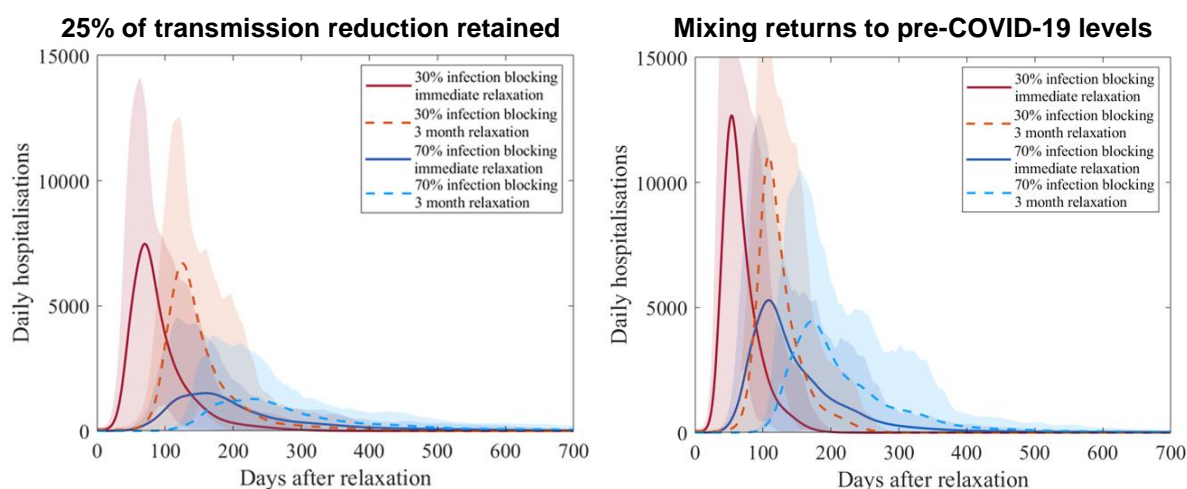 25% of transmission reduction retained
15000
10000
5000
0
Daily hospitalisations
30% infection blocking
immediate relaxation
30% infection blocking
3 month relaxation
70% infection blocking
immediate relaxation
70% infection blocking
3 month relaxation
0 100 200 300 400 500 600 700
Days after relaxation
Mixing returns to pre-COVID-19 levels
15000
10000
5000
0
Daily hospitalisations
30% infection blocking
immediate relaxation
30% infection blocking
3 month relaxation
70% infection blocking
immediate relaxation
70% infection blocking
3 month relaxation
0 100 200 300 400 500 600 700
Days after relaxation